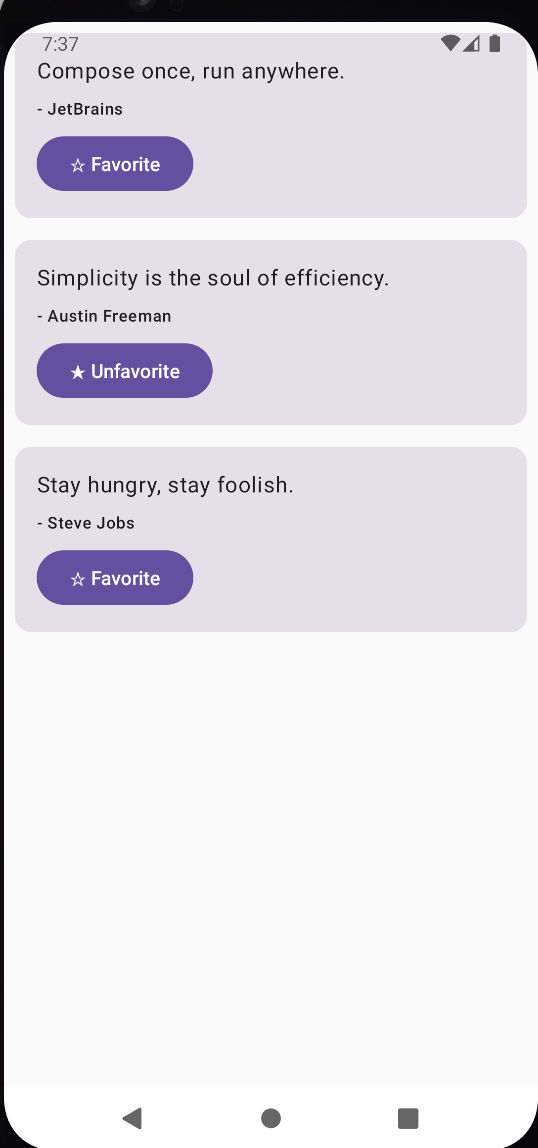 7:37
Compose once, run anywhere.
- JetBrains
☆ Favorite
Simplicity is the soul of efficiency.
- Austin Freeman
★ Unfavorite
Stay hungry, stay foolish.
- Steve Jobs
☆ Favorite